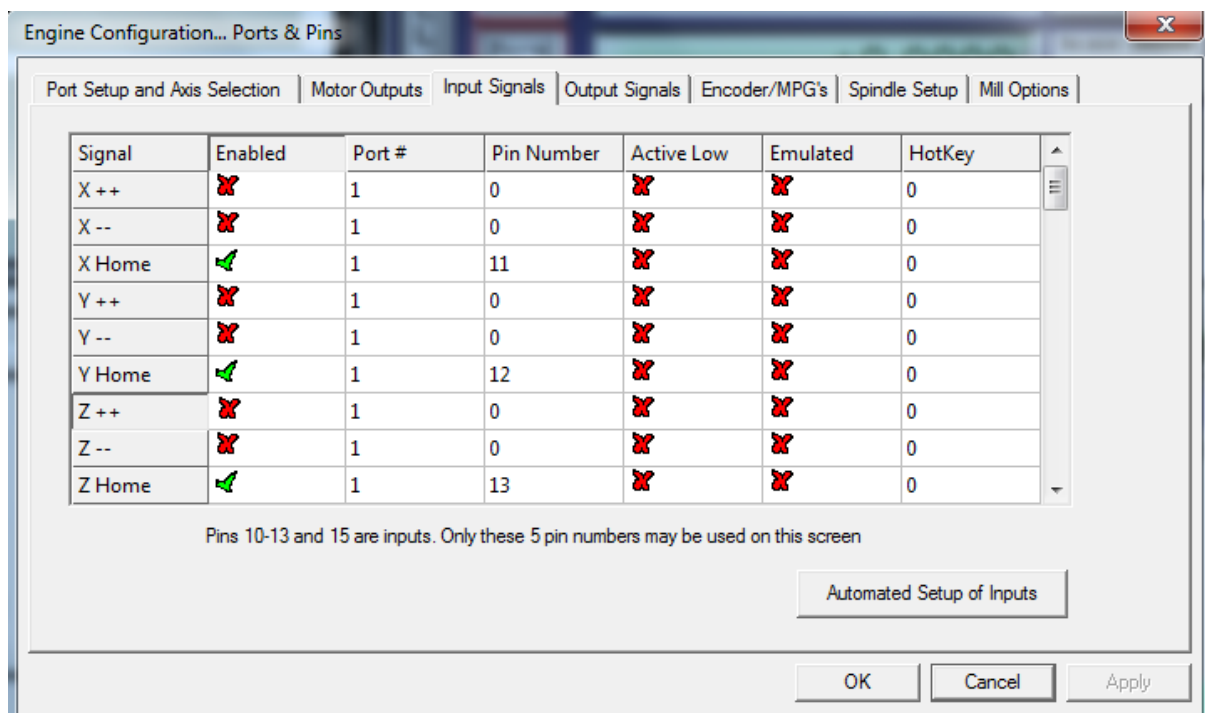 Engine Configuration... Ports & Pins
Port Setup and Axis Selection Motor Outputs Input Signals Output Signals Encoder/MPG's Spindle Setup Mill Options
Signal Enabled Port # Pin Number Active Low Emulated HotKey
X ++ 1 0 0
X -- 1 0 0
X Home 1 11 0
Y ++ 1 0 0
Y -- 1 0 0
Y Home 1 12 0
Z ++ 1 0 0
Z -- 1 0 0
Z Home 1 13 0
Pins 10-13 and 15 are inputs. Only these 5 pin numbers may be used on this screen
Automated Setup of Inputs
OK Cancel Apply